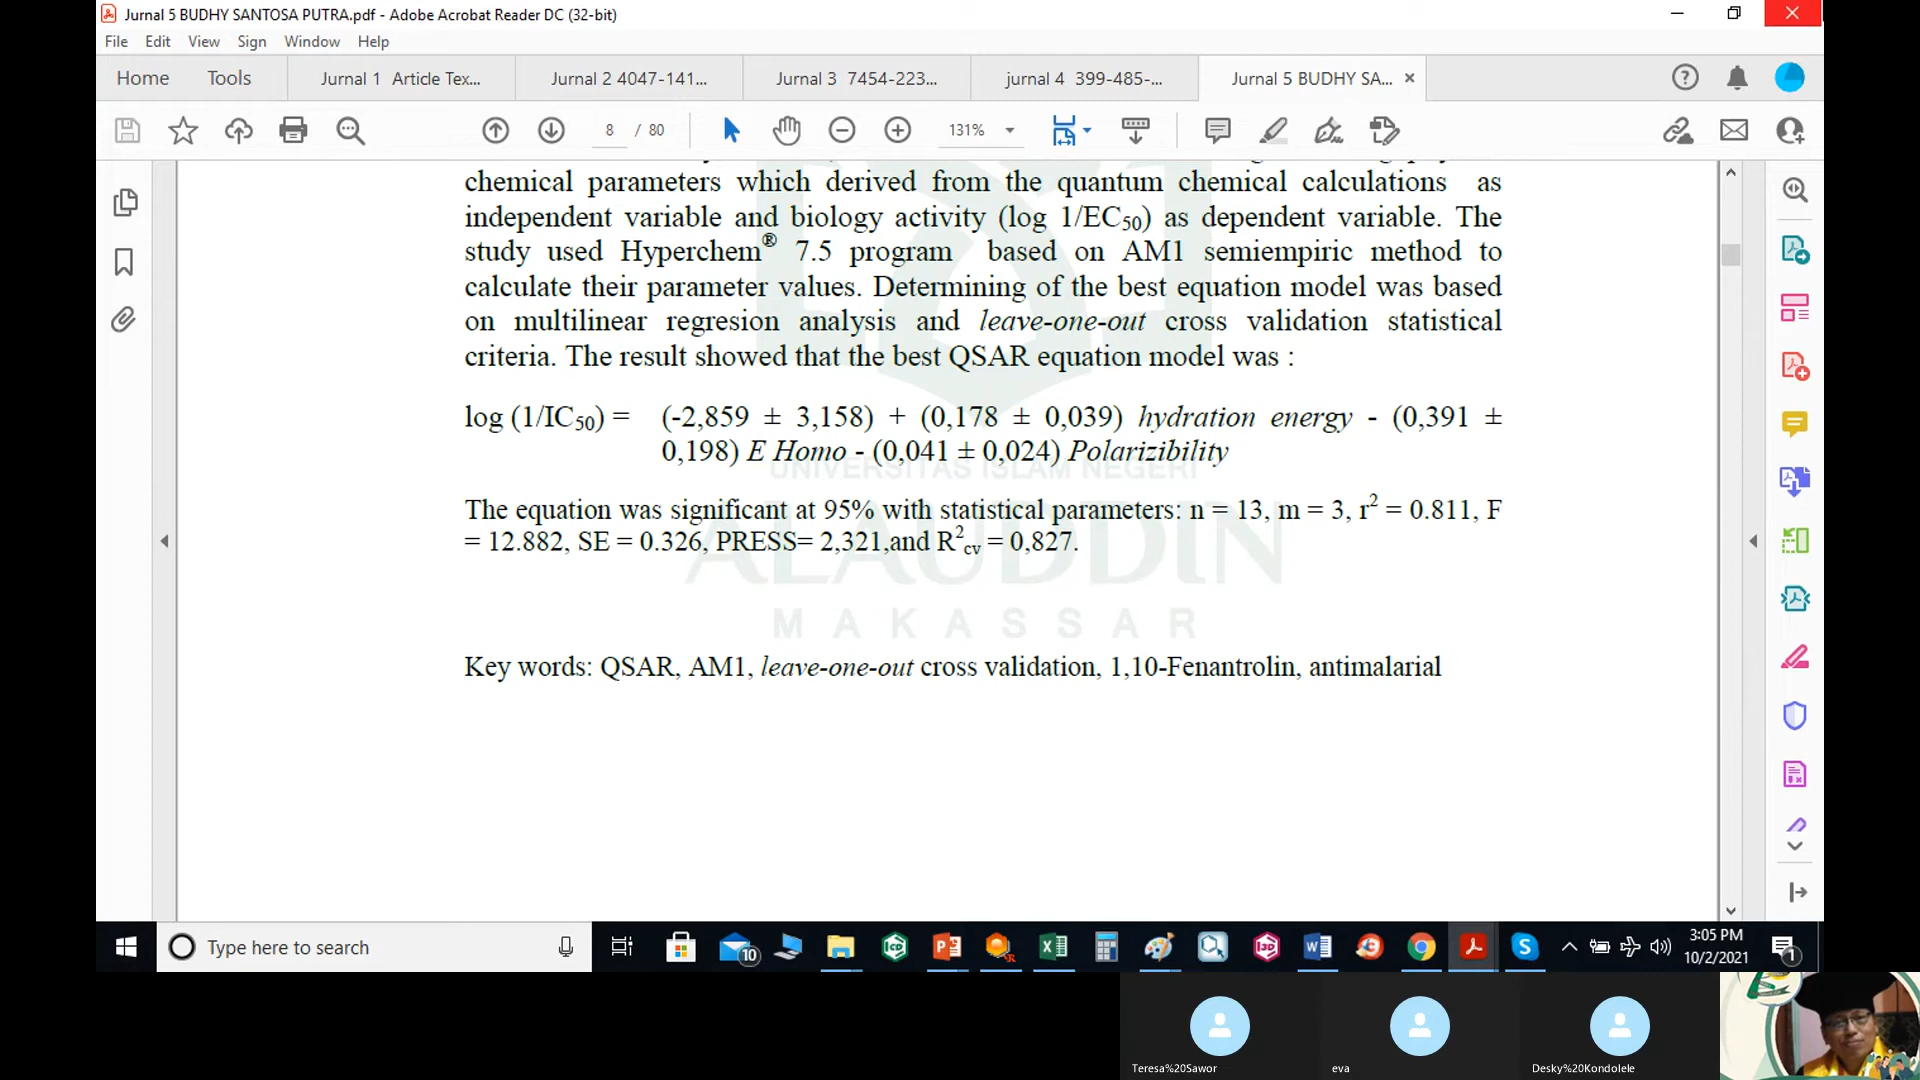 Jurnal 5 BUDHY SANTOSA PUTRA.pdf - Adobe Acrobat Reader DC (32-bit)
File Edit View Sign Window Help
Home Tools Jurnal 1 Article Tex... Jurnal 2 4047-141... Jurnal 3 7454-223... jurnal 4 399-485-... Jurnal 5 BUDHY SA... ×
8 / 80 131%
chemical parameters which derived from the quantum chemical calculations as
independent variable and biology activity (log 1/EC50) as dependent variable. The
study used Hyperchem® 7.5 program based on AM1 semiempiric method to
calculate their parameter values. Determining of the best equation model was based
on multilinear regresion analysis and leave-one-out cross validation statistical
criteria. The result showed that the best QSAR equation model was :
log (1/IC50) = (-2,859 ± 3,158) + (0,178 ± 0,039) hydration energy - (0,391 ±
0,198) E Homo - (0,041 ± 0,024) Polarizibility
UNIVERSITAS ISLAM NEGERI
The equation was significant at 95% with statistical parameters: n = 13, m = 3, r2 = 0.811, F
= 12.882, SE = 0.326, PRESS= 2,321,and R2cv = 0,827.
ALAUDDIN
MAKASSAR
Key words: QSAR, AM1, leave-one-out cross validation, 1,10-Fenantrolin, antimalarial
Type here to search
10
3:05 PM
10/2/2021
1
Teresa%20Sawor eva Desky%20Kondolele